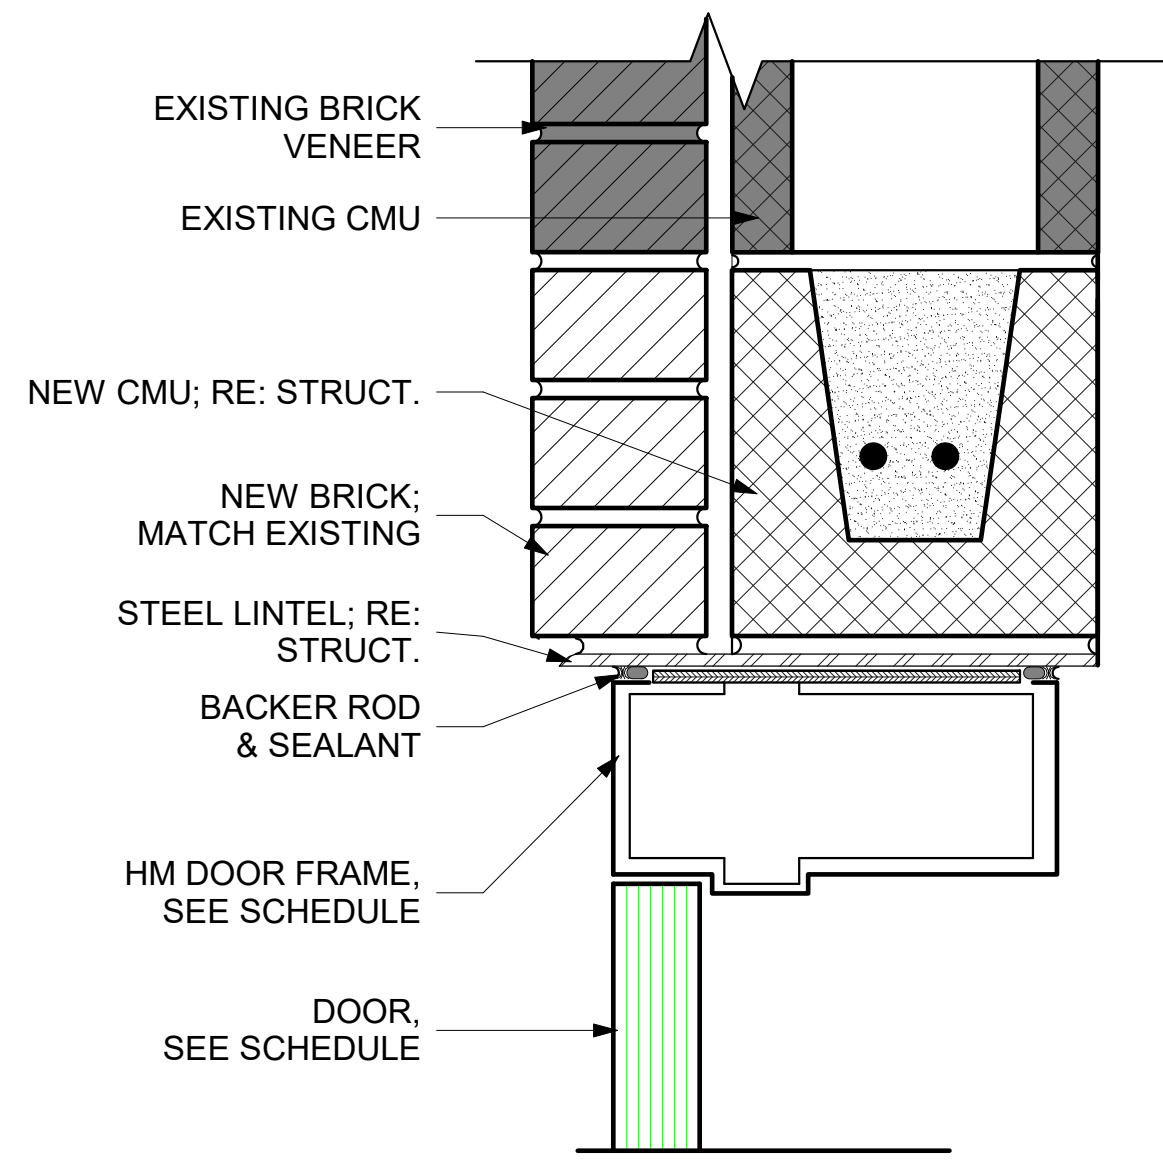 EXISTING BRICK
VENEER
EXISTING CMU
NEW CMU; RE: STRUCT.
NEW BRICK;
MATCH EXISTING
STEEL LINTEL; RE:
STRUCT.
BACKER ROD
& SEALANT
HM DOOR FRAME,
SEE SCHEDULE
DOOR,
SEE SCHEDULE